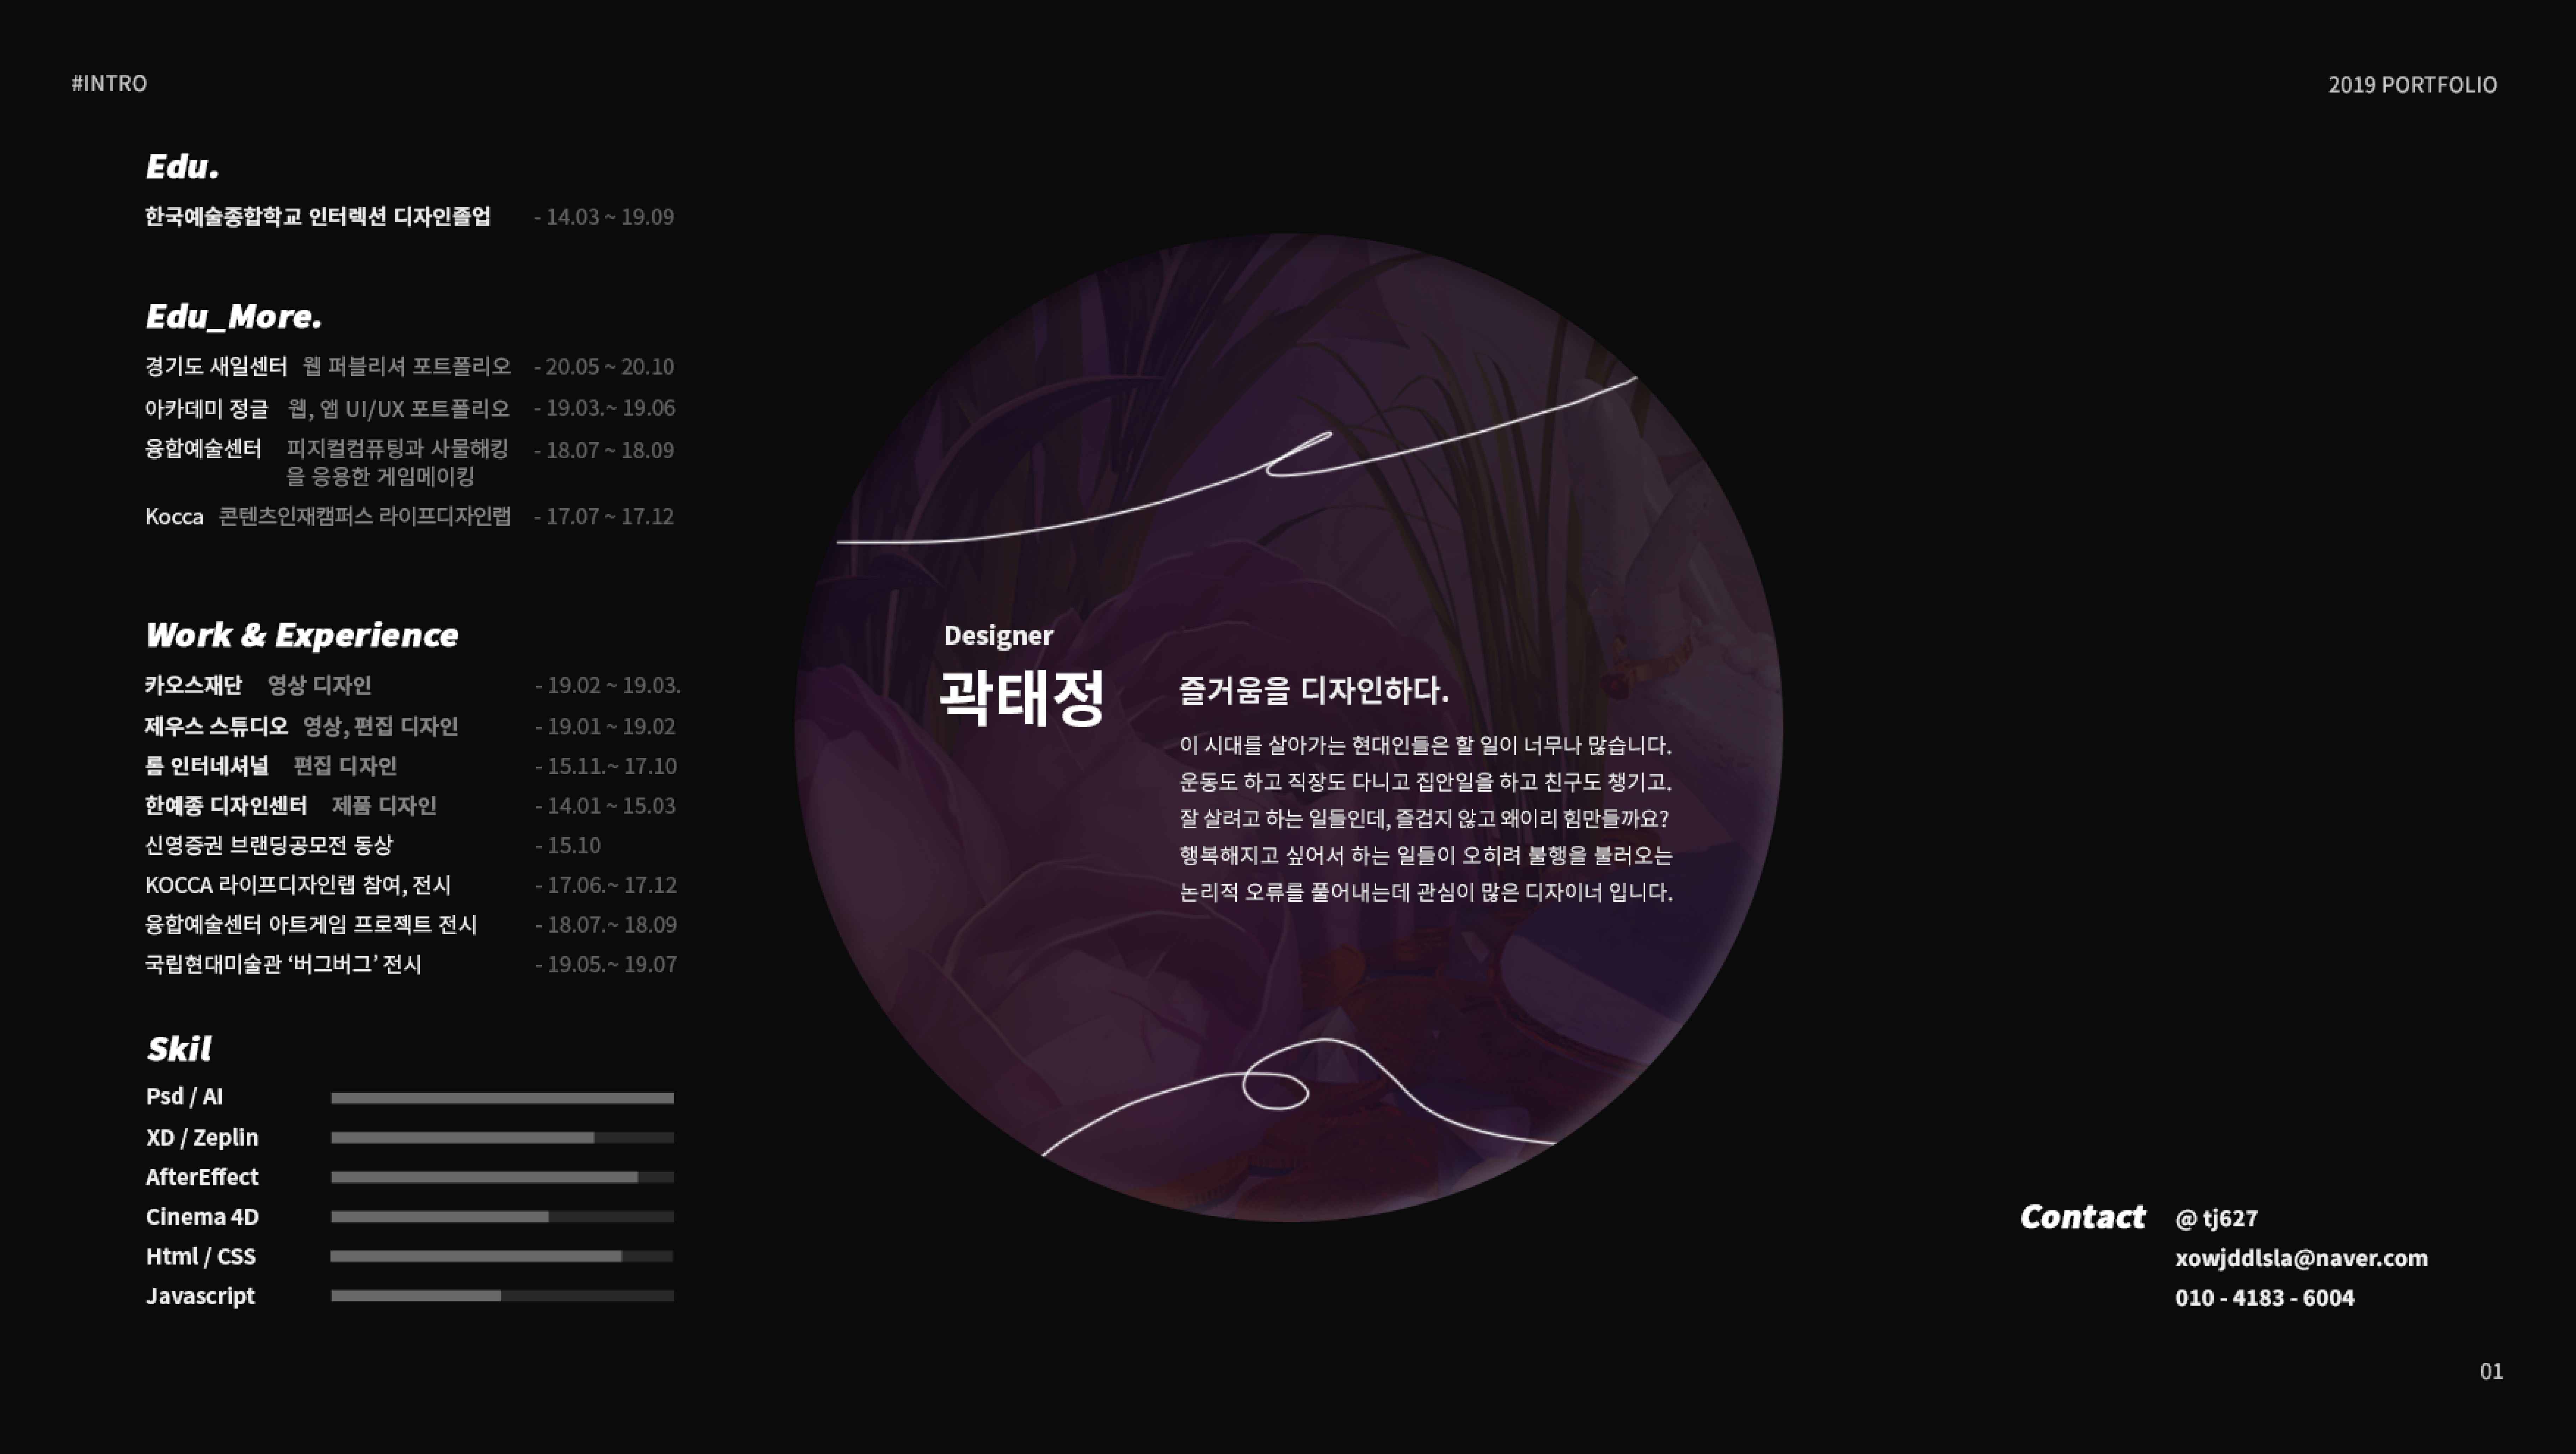 #INTRO
2019 PORTFOLIO
Edu.
한국예술종합학교 인터렉션 디자인졸업 - 14.03 ~ 19.09
Edu_More.
경기도 새일센터 웹 퍼블리셔 포트폴리오 - 20.05 ~ 20.10
아카데미 정글 웹, 앱 UI/UX 포트폴리오 - 19.03.~ 19.06
융합예술센터 피지컬컴퓨팅과 사물해킹 - 18.07 ~ 18.09
을 응용한 게임메이킹
Kocca 콘텐츠인재캠퍼스 라이프디자인랩 - 17.07 ~ 17.12
Work & Experience
카오스재단 영상 디자인 - 19.02 ~ 19.03.
제우스 스튜디오 영상, 편집 디자인 - 19.01 ~ 19.02
롬 인터네셔널 편집 디자인 - 15.11.~ 17.10
한예종 디자인센터 제품 디자인 - 14.01 ~ 15.03
신영증권 브랜딩공모전 동상 - 15.10
KOCCA 라이프디자인랩 참여, 전시 - 17.06.~ 17.12
융합예술센터 아트게임 프로젝트 전시 - 18.07.~ 18.09
국립현대미술관 ‘버그버그’ 전시 - 19.05.~ 19.07
Skil
Psd / AI
XD / Zeplin
AfterEffect
Cinema 4D
Html / CSS
Javascript
Designer
곽태정
즐거움을 디자인하다.
이 시대를 살아가는 현대인들은 할 일이 너무나 많습니다.
운동도 하고 직장도 다니고 집안일을 하고 친구도 챙기고.
잘 살려고 하는 일들인데, 즐겁지 않고 왜이리 힘만들까요?
행복해지고 싶어서 하는 일들이 오히려 불행을 불러오는
논리적 오류를 풀어내는데 관심이 많은 디자이너 입니다.
Contact @ tj627
xowjddlsla@naver.com
010 - 4183 - 6004
01